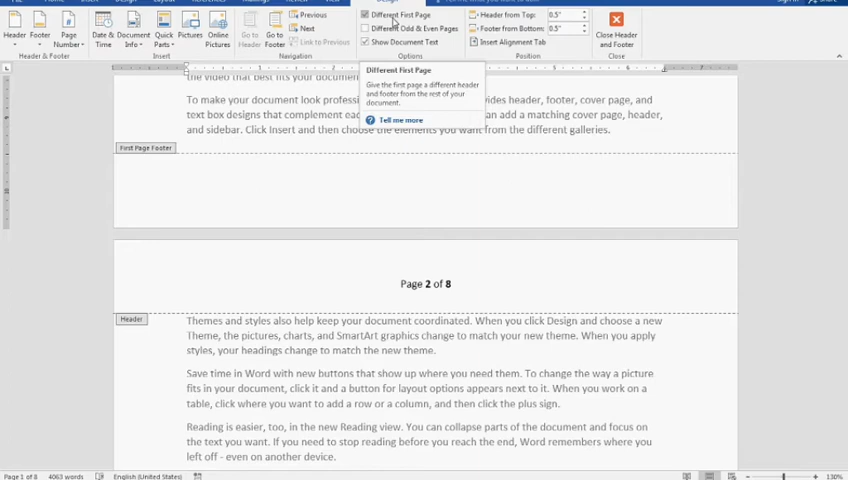 Design
Previous
Different First Page
Header from Top: 0.5"
Next
Different Odd & Even Pages
Footer from Bottom: 0.5"
Header
Footer
Page
Number
Date &
Time
Document
Info
Quick
Parts
Pictures
Online
Pictures
Go to
Header
Go to
Footer
Link to Previous
Show Document Text
Insert Alignment Tab
Close Header
and Footer
Header & Footer
Insert
Navigation
Options
Position
Close
Different First Page
Give the first page a different header
and footer from the rest of your
document.
Tell me more
the video that best fits your document
To make your document look professi
vides header, footer, cover page, and
text box designs that complement eac
an add a matching cover page, header,
and sidebar. Click Insert and then choose the elements you want from the different galleries.
First Page Footer
Page 2 of 8
Header
Themes and styles also help keep your document coordinated. When you click Design and choose a new
Theme, the pictures, charts, and SmartArt graphics change to match your new theme. When you apply
styles, your headings change to match the new theme.
Save time in Word with new buttons that show up where you need them. To change the way a picture
fits in your document, click it and a button for layout options appears next to it. When you work on a
table, click where you want to add a row or a column, and then click the plus sign.
Reading is easier, too, in the new Reading view. You can collapse parts of the document and focus on
the text you want. If you need to stop reading before you reach the end, Word remembers where you
left off - even on another device.
Page 1 of 8
4063 words
English (United States)
130%